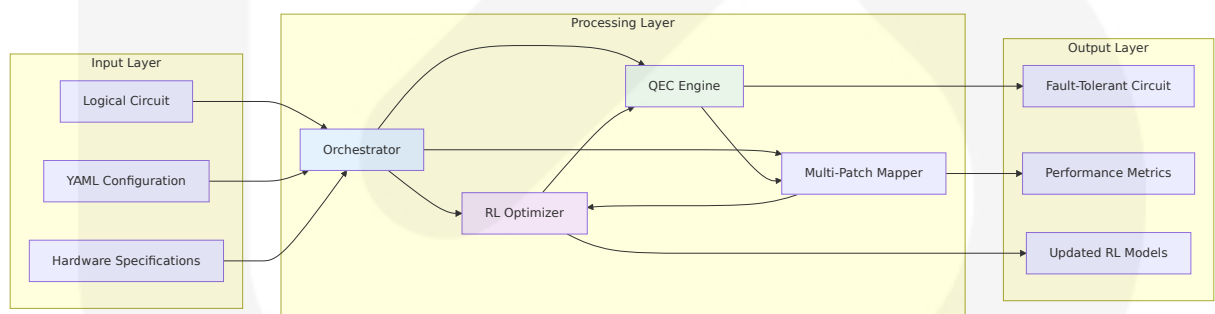 Input Layer
Logical Circuit
YAML Configuration
Hardware Specifications
Processing Layer
Orchestrator
QEC Engine
RL Optimizer
Multi-Patch Mapper
Output Layer
Fault-Tolerant Circuit
Performance Metrics
Updated RL Models